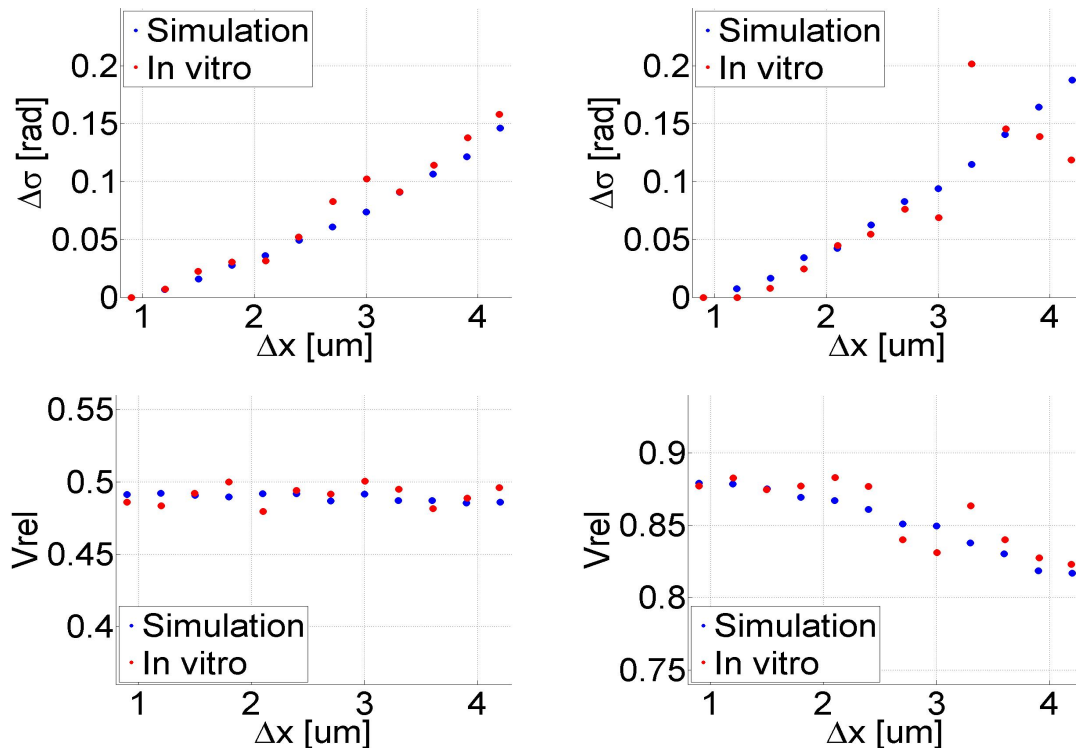 Simulation
In vitro
0.2
0.15
0.1
0.05
0
Δσ [rad]
1 2 3 4
Δx [um]
Simulation
In vitro
0.2
0.15
0.1
0.05
0
Δσ [rad]
1 2 3 4
Δx [um]
0.55
0.5
0.45
0.4
Vrel
Simulation
In vitro
1 2 3 4
Δx [um]
0.9
0.85
0.8
0.75
Vrel
Simulation
In vitro
1 2 3 4
Δx [um]